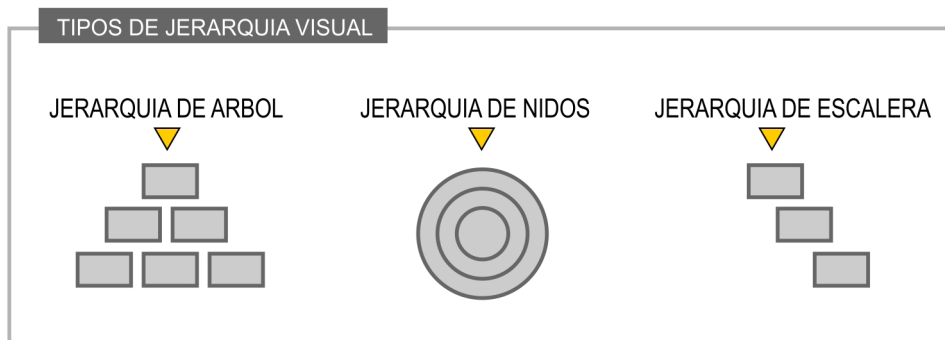 TIPOS DE JERARQUIA VISUAL
JERARQUIA DE ARBOL
JERARQUIA DE NIDOS
JERARQUIA DE ESCALERA